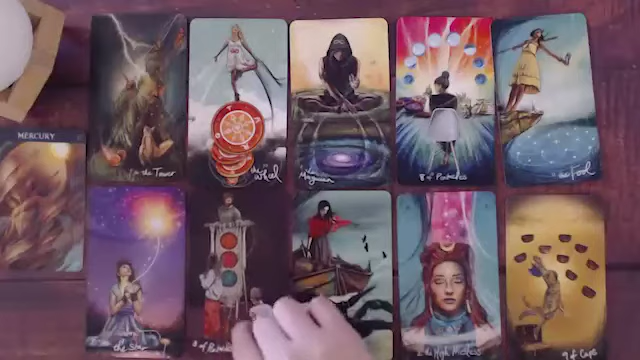 MERCURY
the Tower
the Wheel
Magician
8 of Pentacles
the Fool
the Star
the High Priestess
9 of Cups